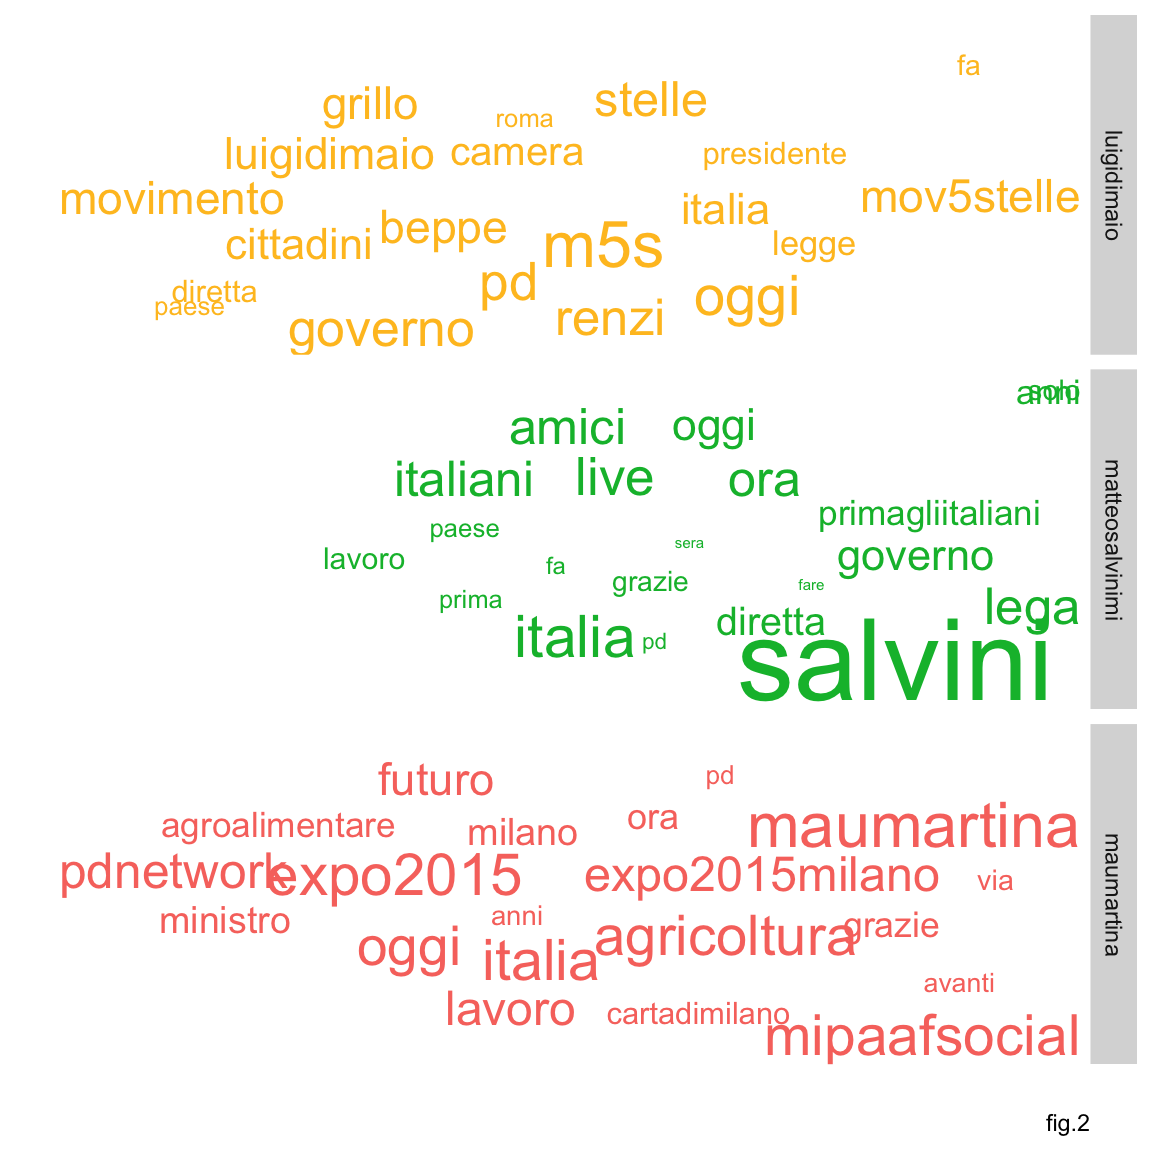 fa
grillo
stelle
roma
luigidimaio
camera
presidente
movimento
mov5stelle
beppe
italia
cittadini
m5s
legge
pd
diretta
oggi
paese
governo
renzi
luigidimaio
anni
solo
amici
oggi
italiani
live
ora
primagliitaliani
paese
sera
lavoro
fa
governo
grazie
fare
prima
lega
italia
pd
diretta
salvini
matteosalvinimi
futuro
pd
agroalimentare
milano
ora
maumartina
pdnetwork
expo2015
expo2015milano
via
ministro
anni
grazie
oggi
italia
agricoltura
avanti
lavoro
cartadimilano
mipaafsocial
maumartina
fig.2